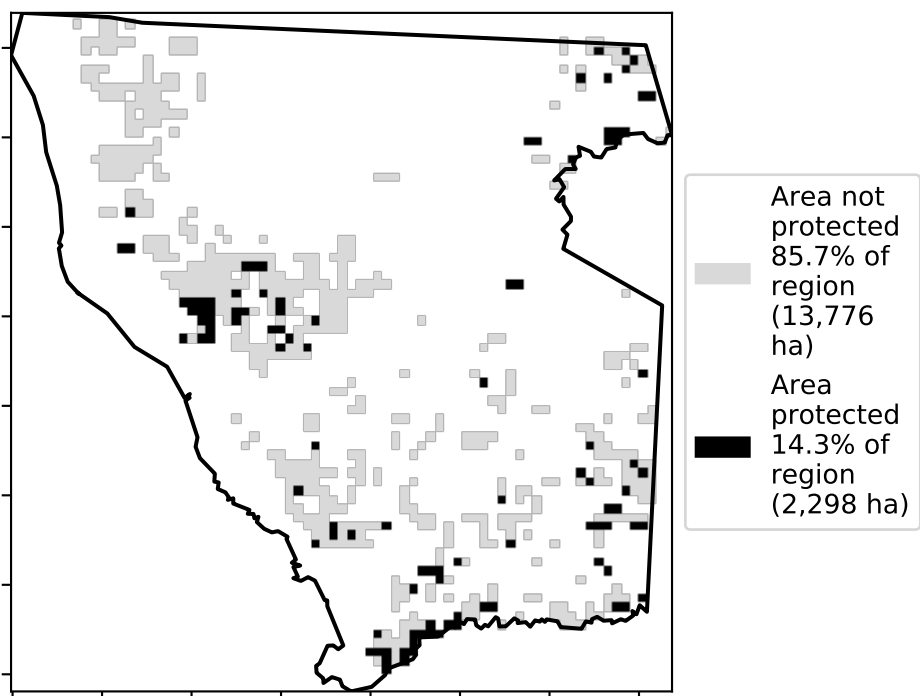 Area not
protected
85.7% of
region
(13,776
ha)
Area
protected
14.3% of
region
(2,298 ha)